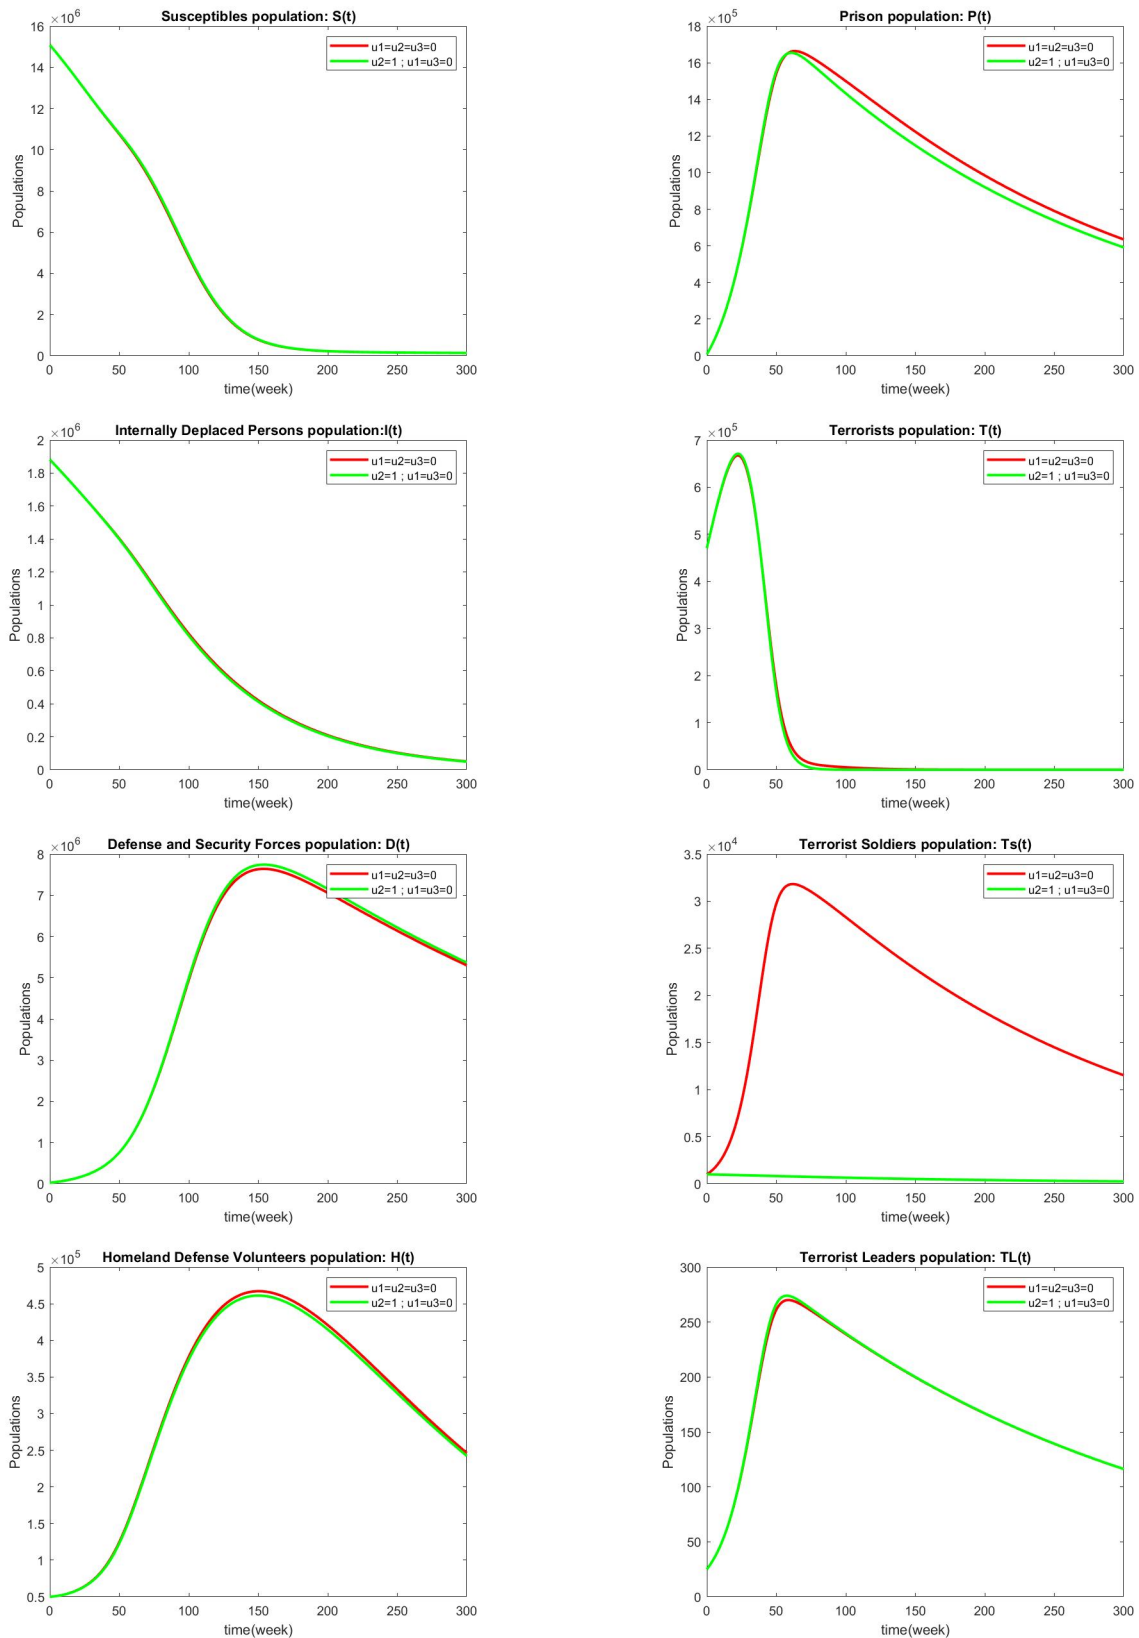 Susceptibles population: S(t)
×10⁶
16
14
12
10
8
6
4
2
0
Populations
0 50 100 150 200 250 300
time(week)
u1=u2=u3=0
u2=1 ; u1=u3=0
Prison population: P(t)
×10⁵
18
16
14
12
10
8
6
4
2
0
Populations
0 50 100 150 200 250 300
time(week)
u1=u2=u3=0
u2=1 ; u1=u3=0
Internally Deplaced Persons population:I(t)
×10⁶
2
1.8
1.6
1.4
1.2
1
0.8
0.6
0.4
0.2
0
Populations
0 50 100 150 200 250 300
time(week)
u1=u2=u3=0
u2=1 ; u1=u3=0
Terrorists population: T(t)
×10⁵
7
6
5
4
3
2
1
0
Populations
0 50 100 150 200 250 300
time(week)
u1=u2=u3=0
u2=1 ; u1=u3=0
Defense and Security Forces population: D(t)
×10⁶
8
7
6
5
4
3
2
1
0
Populations
0 50 100 150 200 250 300
time(week)
u1=u2=u3=0
u2=1 ; u1=u3=0
Terrorist Soldiers population: Ts(t)
×10⁴
3.5
3
2.5
2
1.5
1
0.5
0
Populations
0 50 100 150 200 250 300
time(week)
u1=u2=u3=0
u2=1 ; u1=u3=0
Homeland Defense Volunteers population: H(t)
×10⁵
5
4.5
4
3.5
3
2.5
2
1.5
1
0.5
Populations
0 50 100 150 200 250 300
time(week)
u1=u2=u3=0
u2=1 ; u1=u3=0
Terrorist Leaders population: TL(t)
300
250
200
150
100
50
0
Populations
0 50 100 150 200 250 300
time(week)
u1=u2=u3=0
u2=1 ; u1=u3=0